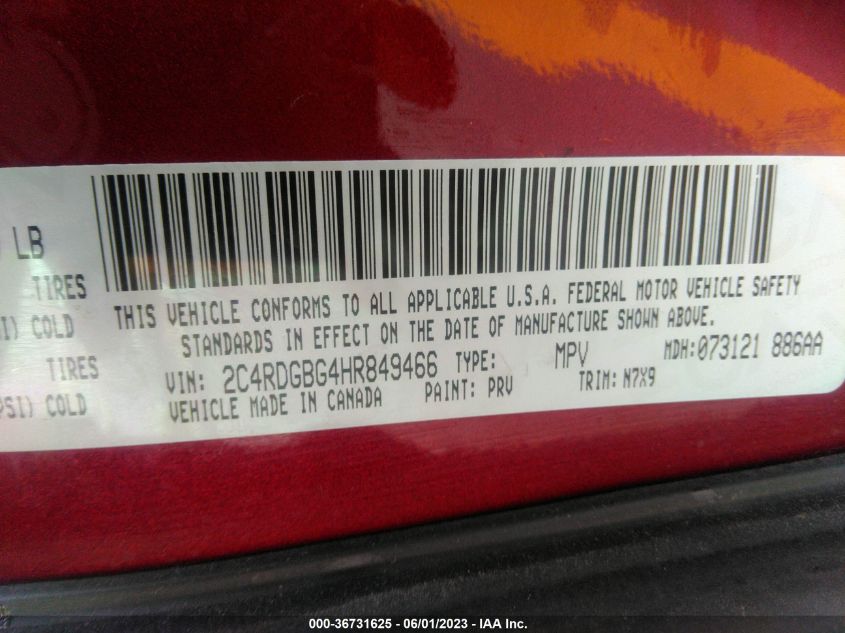 LB
TIRES
COLD
TIRES
PSI) COLD
THIS VEHICLE CONFORMS TO ALL APPLICABLE U.S.A. FEDERAL MOTOR VEHICLE SAFETY
STANDARDS IN EFFECT ON THE DATE OF MANUFACTURE SHOWN ABOVE.
VIN: 2C4RDGBG4HR849466 TYPE: MPV MDH:073121 886AA
VEHICLE MADE IN CANADA PAINT: PRV TRIM: N7X9
000-36731625 - 06/01/2023 - IAA Inc.